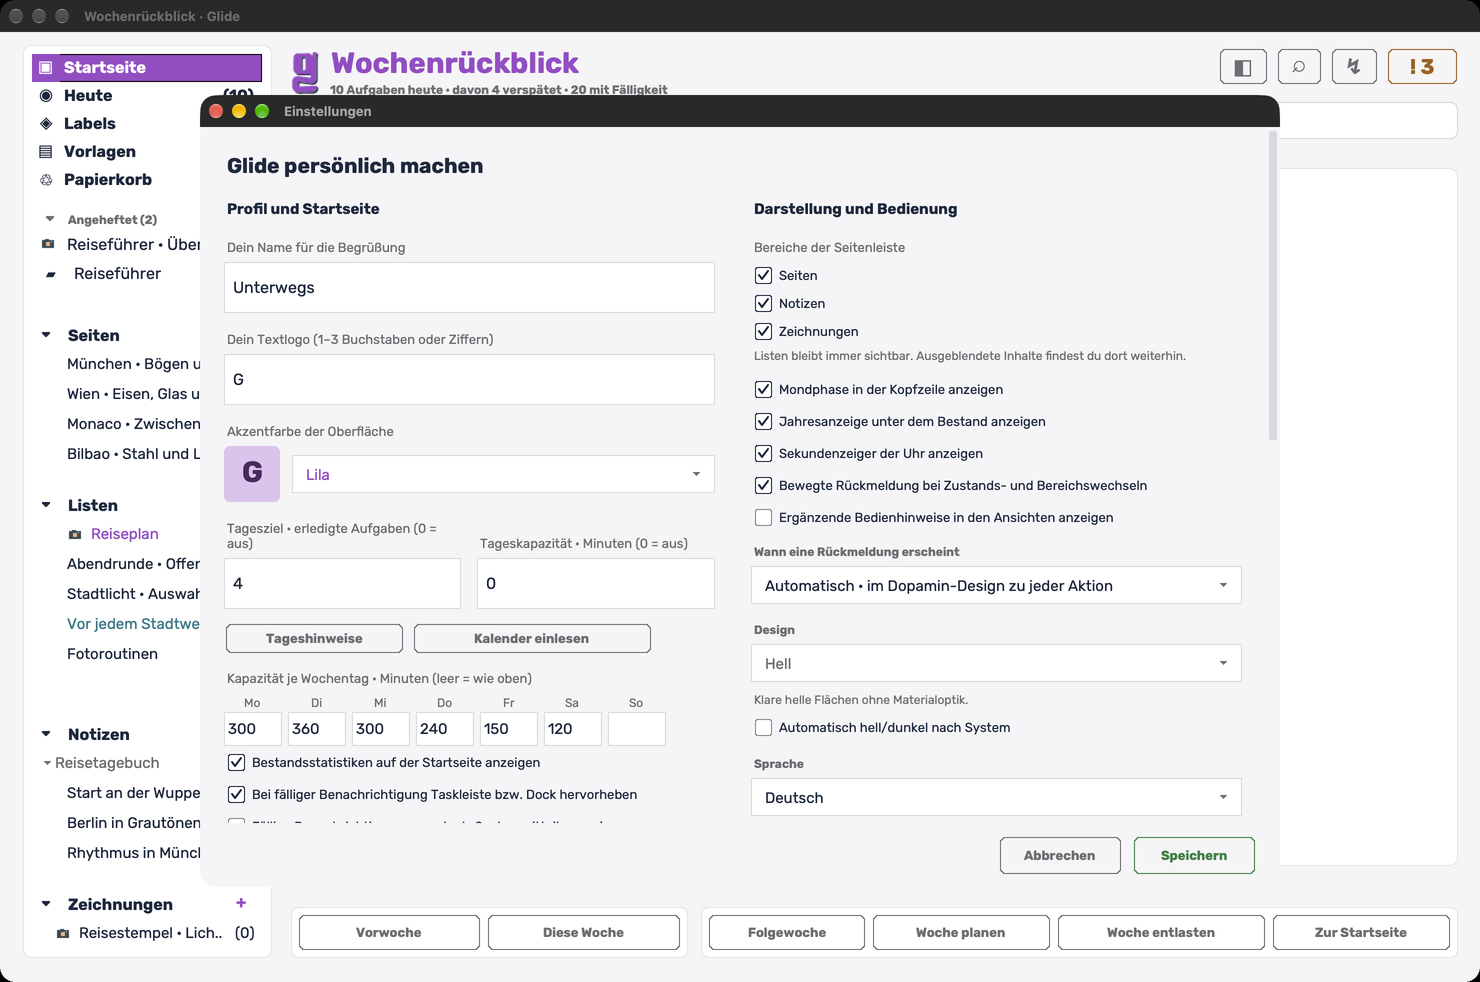 Wochenrückblick · Glide
Startseite
Heute
Labels
Vorlagen
Papierkorb
Angeheftet (2)
Reiseführer • Über
Reiseführer
Seiten
München • Bögen u
Wien • Eisen, Glas u
Monaco • Zwischen
Bilbao • Stahl und L
Listen
Reiseplan
Abendrunde • Offer
Stadtlicht • Auswah
Vor jedem Stadtwe
Fotoroutinen
Notizen
Reisetagebuch
Start an der Wuppe
Berlin in Grautönen
Rhythmus in Münch
Zeichnungen +
Reisestempel • Lich.. (0)
g Wochenrückblick
10 Aufgaben heute • davon 4 verspätet • 20 mit Fälligkeit
! 3
Einstellungen
Glide persönlich machen
Profil und Startseite
Dein Name für die Begrüßung
Unterwegs
Dein Textlogo (1–3 Buchstaben oder Ziffern)
G
Akzentfarbe der Oberfläche
G
Lila
Tagesziel • erledigte Aufgaben (0 =
aus)
4
Tageskapazität • Minuten (0 = aus)
0
Tageshinweise
Kalender einlesen
Kapazität je Wochentag • Minuten (leer = wie oben)
Mo Di Mi Do Fr Sa So
300 360 300 240 150 120
Bestandsstatistiken auf der Startseite anzeigen
Bei fälliger Benachrichtigung Taskleiste bzw. Dock hervorheben
Darstellung und Bedienung
Bereiche der Seitenleiste
Seiten
Notizen
Zeichnungen
Listen bleibt immer sichtbar. Ausgeblendete Inhalte findest du dort weiterhin.
Mondphase in der Kopfzeile anzeigen
Jahresanzeige unter dem Bestand anzeigen
Sekundenzeiger der Uhr anzeigen
Bewegte Rückmeldung bei Zustands- und Bereichswechseln
Ergänzende Bedienhinweise in den Ansichten anzeigen
Wann eine Rückmeldung erscheint
Automatisch • im Dopamin-Design zu jeder Aktion
Design
Hell
Klare helle Flächen ohne Materialoptik.
Automatisch hell/dunkel nach System
Sprache
Deutsch
Abbrechen
Speichern
Vorwoche
Diese Woche
Folgewoche
Woche planen
Woche entlasten
Zur Startseite